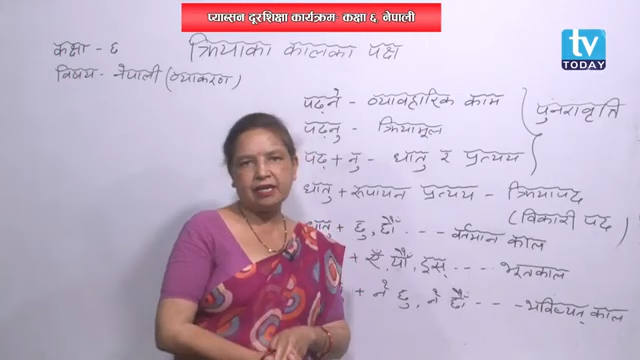 प्याब्सन दूरशिक्षा कार्यक्रम: कक्षा ६, नेपाली
tv
TODAY
कक्षा - ६
क्रियाका कालका पक्ष
विषय - नेपाली (व्याकरण)
पढ्ने - व्यावहारिक काम
पढ्नु - क्रियामूल
पुनरावृति
पढ् + नु - धातु र प्रत्यय
धातु + रूपायन प्रत्यय - क्रियापद
(विकारी पद)
धातु + छु, छौँ . . . - वर्तमान काल
+ एँ, यौँ, इस् . . . . - भूतकाल
+ ने छु, ने छौँ - - - - भविष्यत् काल